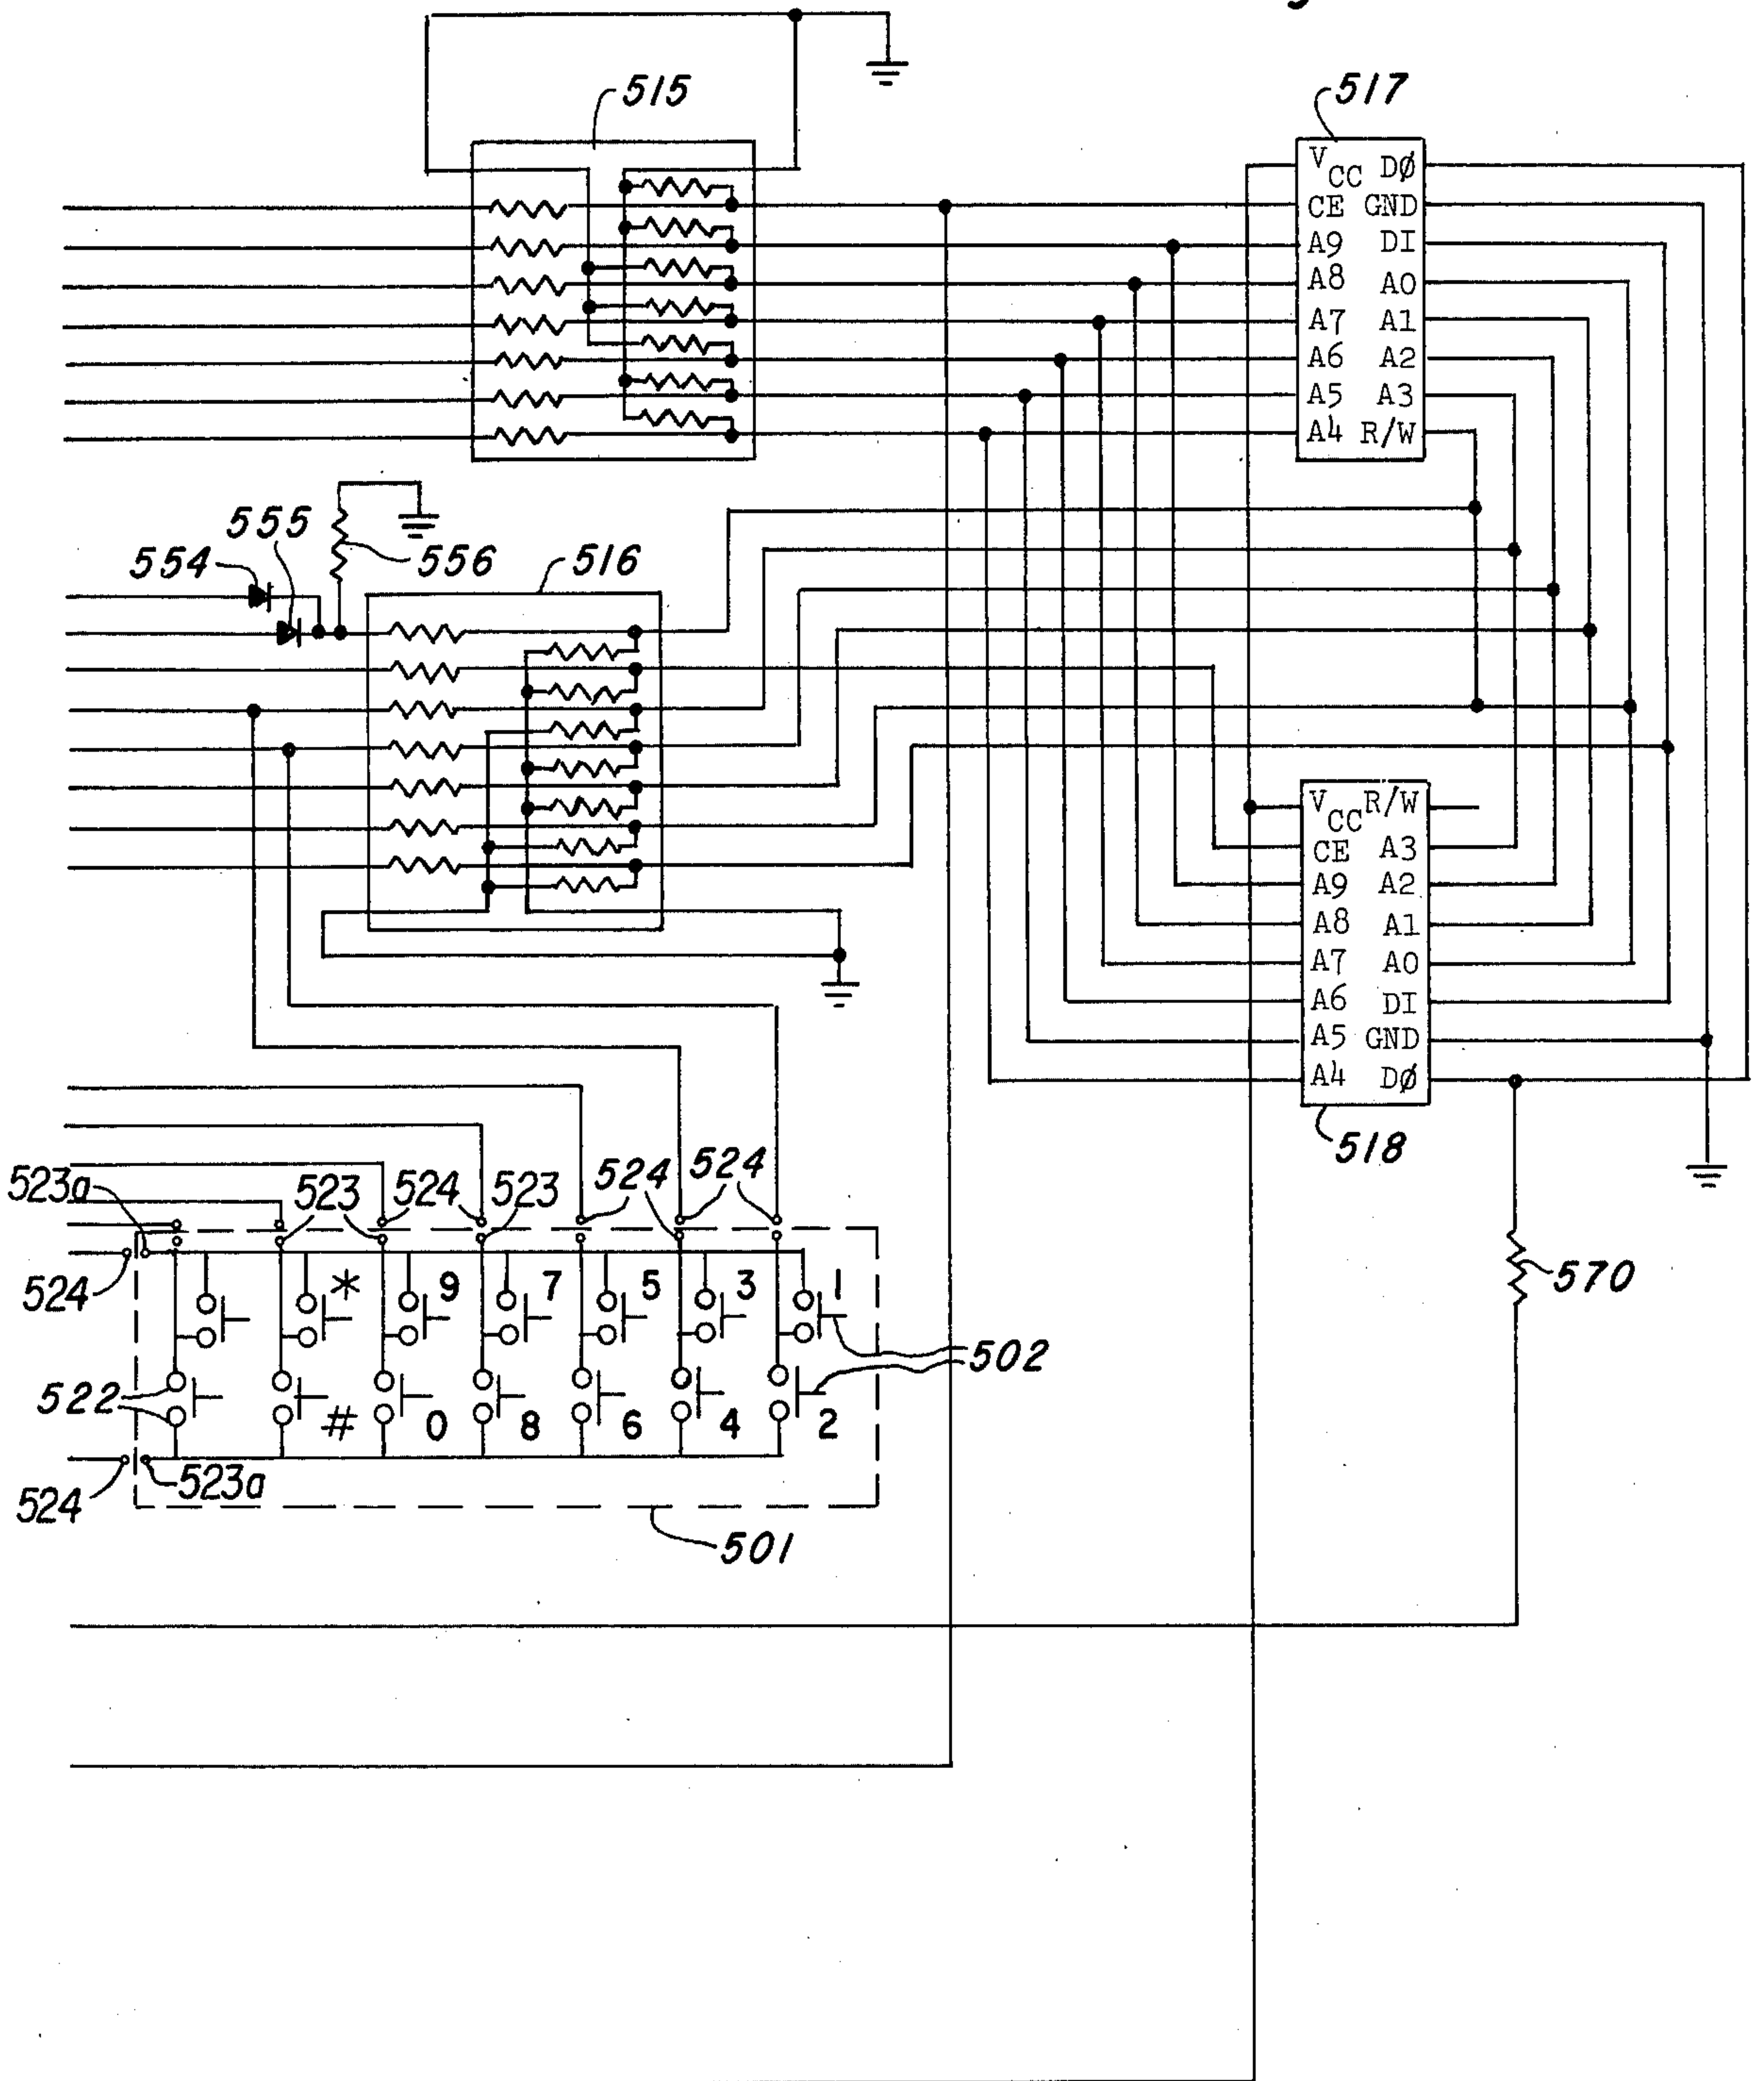 515
517
VCC DØ
CE GND
A9 DI
A8 A0
A7 A1
A6 A2
A5 A3
A4 R/W
555
554
556
516
VCC R/W
CE A3
A9 A2
A8 A1
A7 A0
A6 DI
A5 GND
A4 DØ
518
523a
523
524
523
524
524
524
* 9 7 5 3 1
570
502
522
# 0 8 6 4 2
524
523a
501